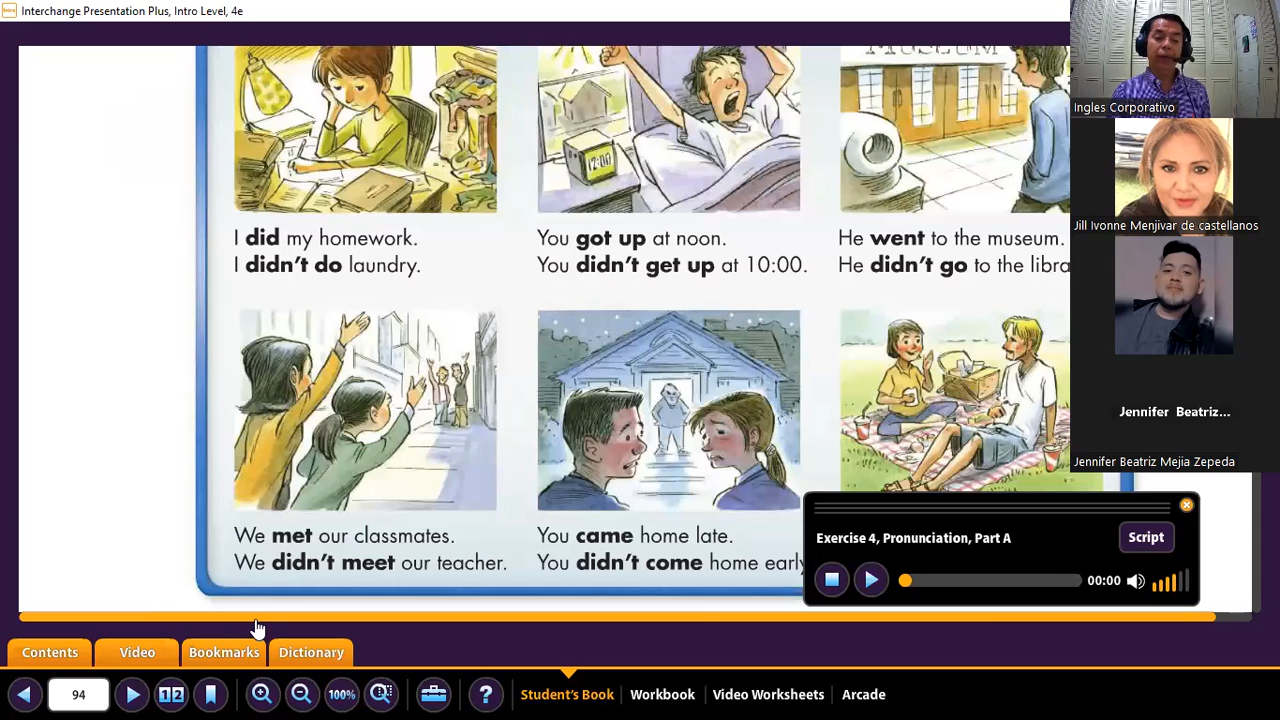 Interchange Presentation Plus, Intro Level, 4e
MUSEUM
12:00
I did my homework.
I didn't do laundry.
You got up at noon.
You didn't get up at 10:00.
He went to the museum.
He didn't go to the
We met our classmates.
We didn't meet our teacher.
You came home late.
You didn't come home
Ingles Corporativo
Jill Ivonne Menjivar de castellanos
Jennifer Beatriz...
Jennifer Beatriz Mejia Zepeda
Exercise 4, Pronunciation, Part A
Script
00:00
Contents
Video
Bookmarks
Dictionary
94
12
100%
?
Student's Book
Workbook
Video Worksheets
Arcade